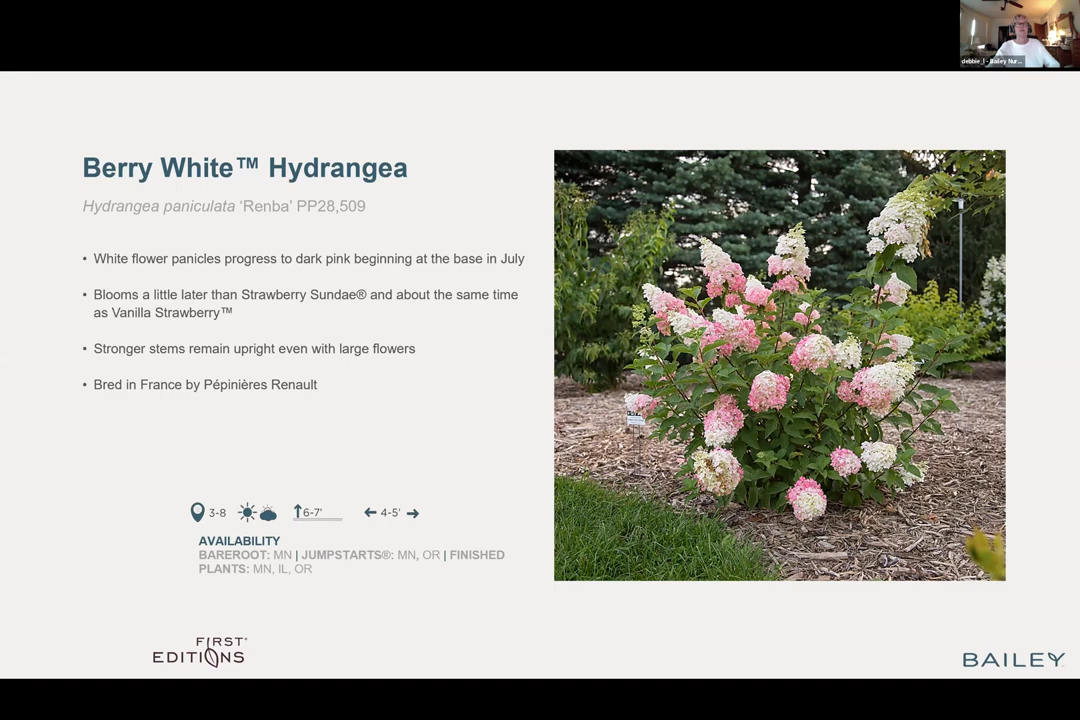 debbie_l - Bailey Nur...
Berry White™ Hydrangea
Hydrangea paniculata ‘Renba’ PP28,509
• White flower panicles progress to dark pink beginning at the base in July
• Blooms a little later than Strawberry Sundae® and about the same time
as Vanilla Strawberry™
• Stronger stems remain upright even with large flowers
• Bred in France by Pépinières Renault
3-8 6-7' 4-5'
AVAILABILITY
BAREROOT: MN | JUMPSTARTS®: MN, OR | FINISHED
PLANTS: MN, IL, OR
FIRST
EDITIONS
BAILEY